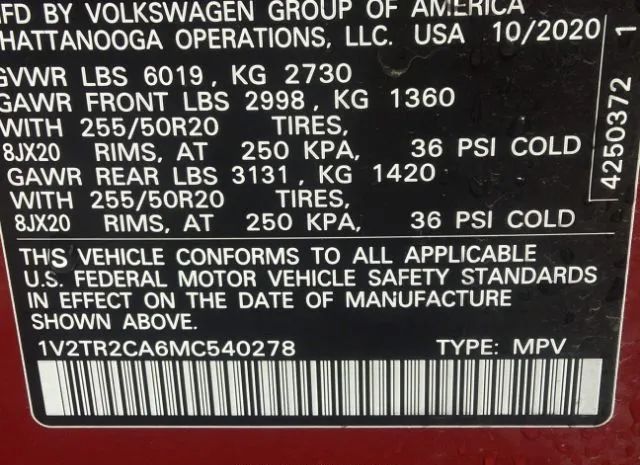 MFD BY VOLKSWAGEN GROUP OF AMERICA
CHATTANOOGA OPERATIONS, LLC. USA 10/2020
GVWR LBS 6019, KG 2730
GAWR FRONT LBS 2998, KG 1360
WITH 255/50R20 TIRES,
8JX20 RIMS, AT 250 KPA, 36 PSI COLD
GAWR REAR LBS 3131, KG 1420
WITH 255/50R20 TIRES,
8JX20 RIMS, AT 250 KPA, 36 PSI COLD
THIS VEHICLE CONFORMS TO ALL APPLICABLE
U.S. FEDERAL MOTOR VEHICLE SAFETY STANDARDS
IN EFFECT ON THE DATE OF MANUFACTURE
SHOWN ABOVE.
1V2TR2CA6MC540278 TYPE: MPV
4250372 1